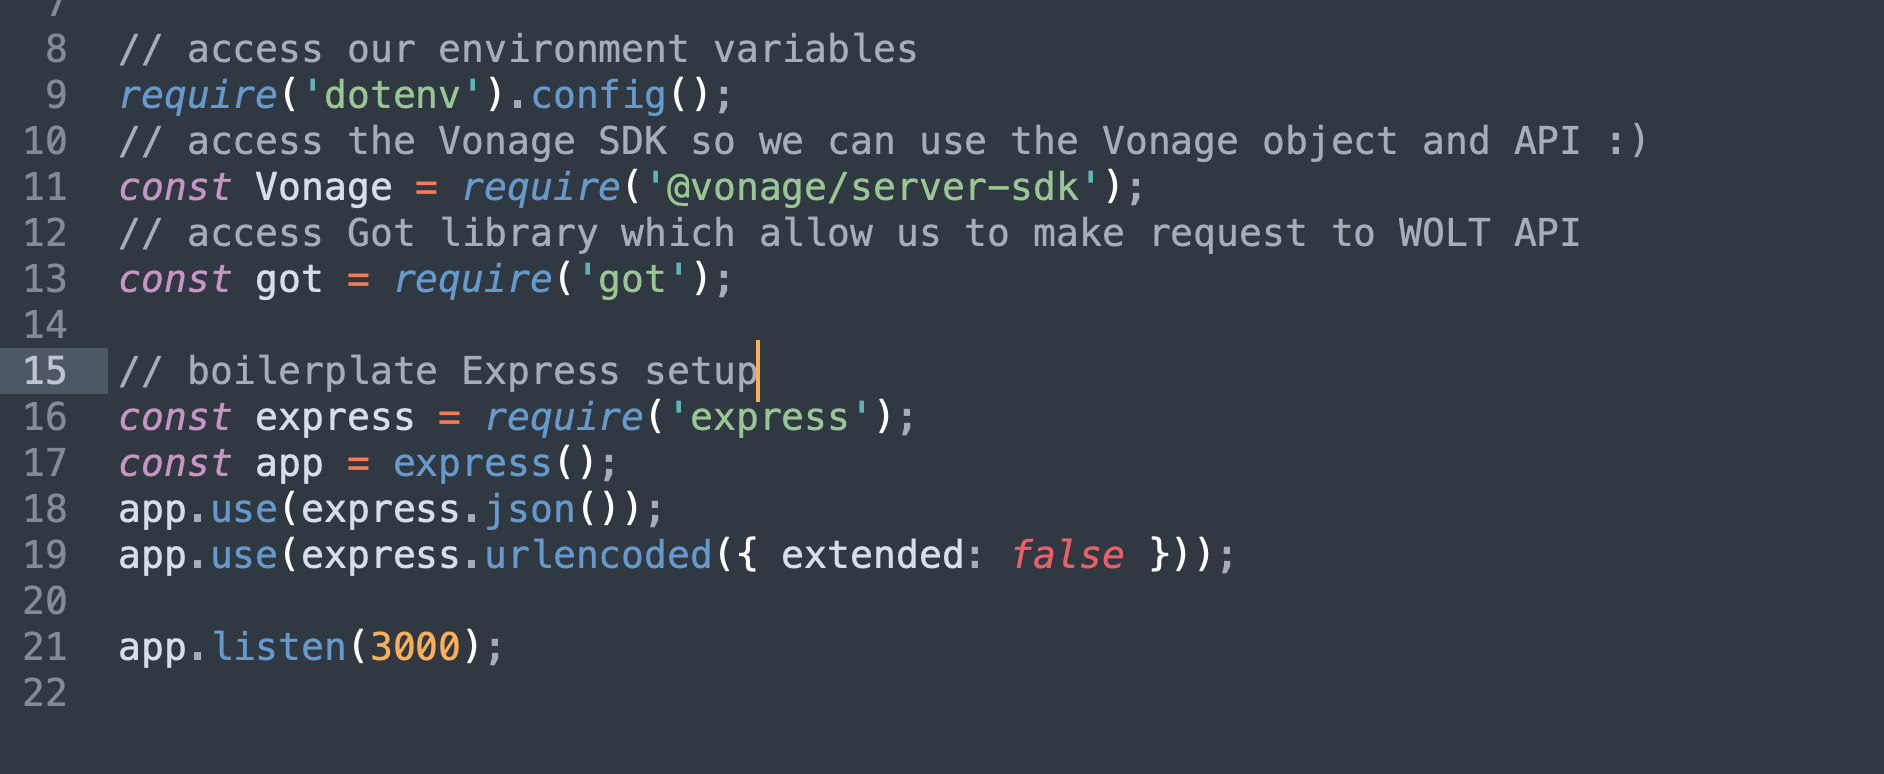 7
8 // access our environment variables
9 require('dotenv').config();
10 // access the Vonage SDK so we can use the Vonage object and API :)
11 const Vonage = require('@vonage/server-sdk');
12 // access Got library which allow us to make request to WOLT API
13 const got = require('got');
14
15 // boilerplate Express setup
16 const express = require('express');
17 const app = express();
18 app.use(express.json());
19 app.use(express.urlencoded({ extended: false }));
20
21 app.listen(3000);
22